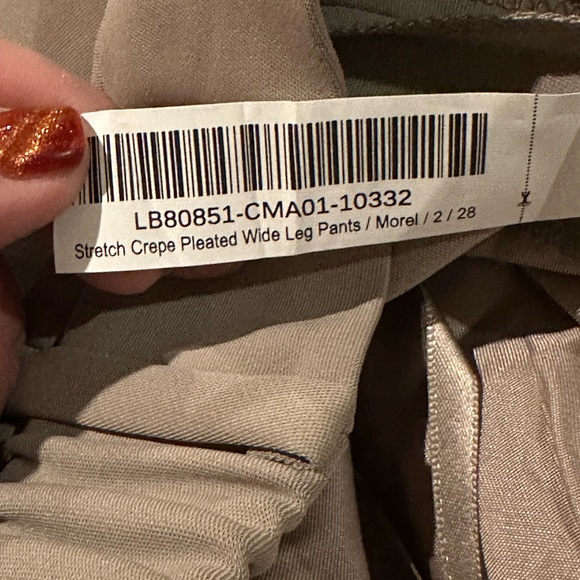 LB80851-CMA01-10332
Stretch Crepe Pleated Wide Leg Pants / Morel / 2 / 28